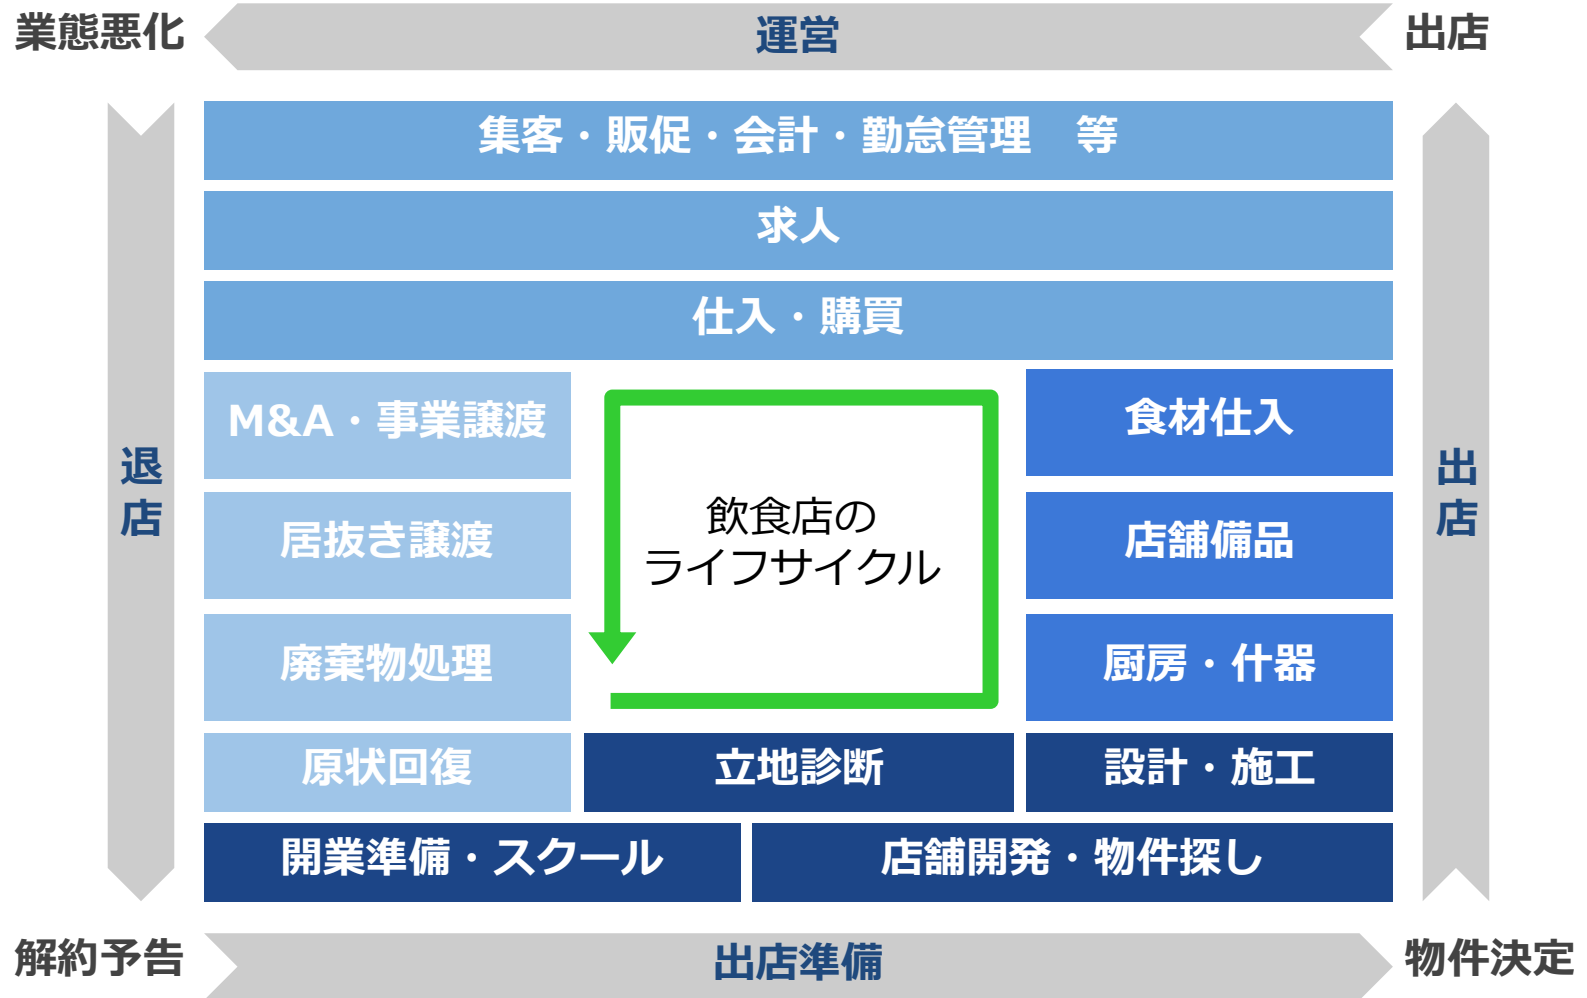 業態悪化
運営
出店
集客・販促・会計・勤怠管理　等
求人
仕入・購買
M&A・事業譲渡
食材仕入
退店
飲食店の
ライフサイクル
出店
居抜き譲渡
店舗備品
廃棄物処理
厨房・什器
原状回復
立地診断
設計・施工
開業準備・スクール
店舗開発・物件探し
解約予告
出店準備
物件決定